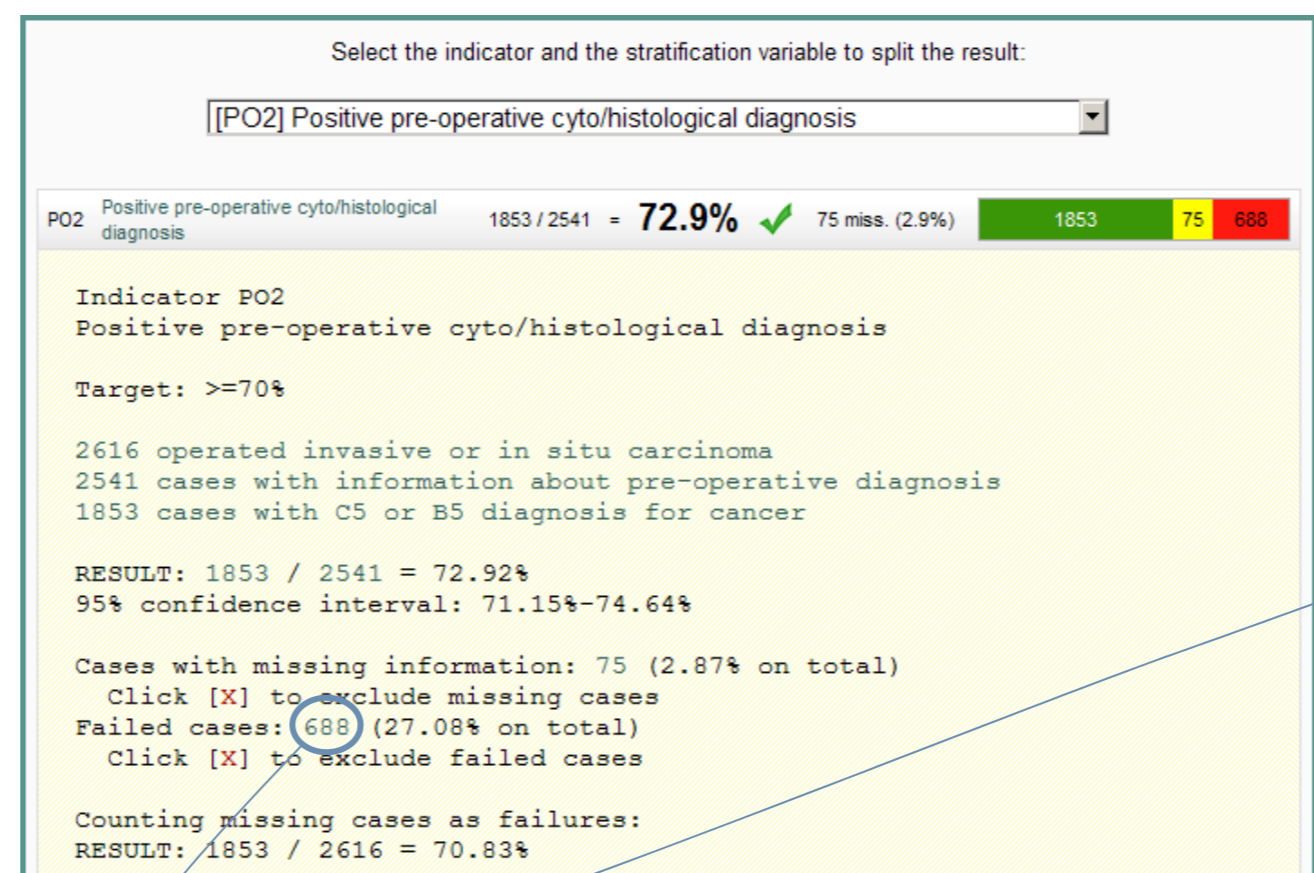 Select the indicator and the stratification variable to split the result:
[PO2] Positive pre-operative cyto/histological diagnosis
PO2 Positive pre-operative cyto/histological diagnosis 1853 / 2541 = 72.9% 75 miss. (2.9%) 1853 75 688
Indicator PO2
Positive pre-operative cyto/histological diagnosis
Target: >=70%
2616 operated invasive or in situ carcinoma
2541 cases with information about pre-operative diagnosis
1853 cases with C5 or B5 diagnosis for cancer
RESULT: 1853 / 2541 = 72.92%
95% confidence interval: 71.15%-74.64%
Cases with missing information: 75 (2.87% on total)
Click [X] to exclude missing cases
Failed cases: 688 (27.08% on total)
Click [X] to exclude failed cases
Counting missing cases as failures:
RESULT: 1853 / 2616 = 70.83%